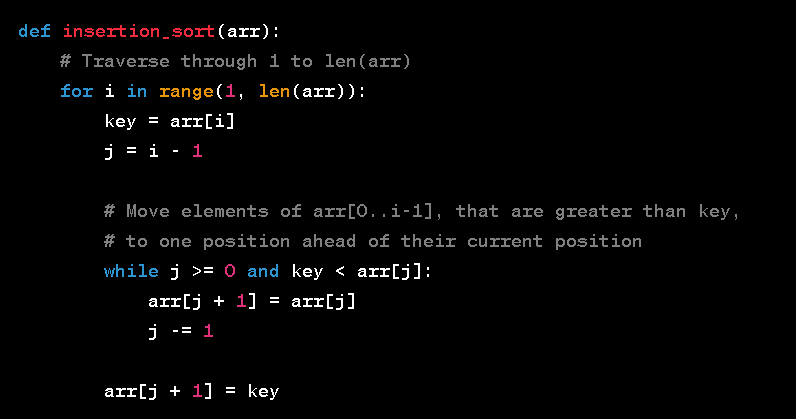 def insertion_sort(arr):
    # Traverse through 1 to len(arr)
    for i in range(1, len(arr)):
        key = arr[i]
        j = i - 1

        # Move elements of arr[0..i-1], that are greater than key,
        # to one position ahead of their current position
        while j >= 0 and key < arr[j]:
            arr[j + 1] = arr[j]
            j -= 1

        arr[j + 1] = key